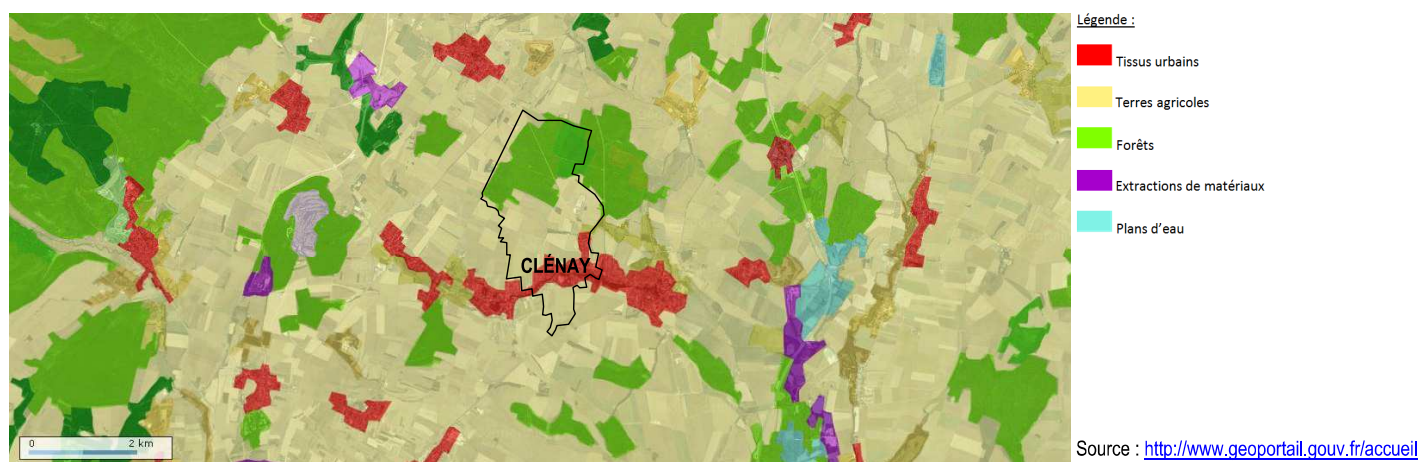 Légende :
Tissus urbains
Terres agricoles
Forêts
Extractions de matériaux
Plans d'eau
CLÉNAY
0 2 km
Source : http://www.geoportail.gouv.fr/accueil